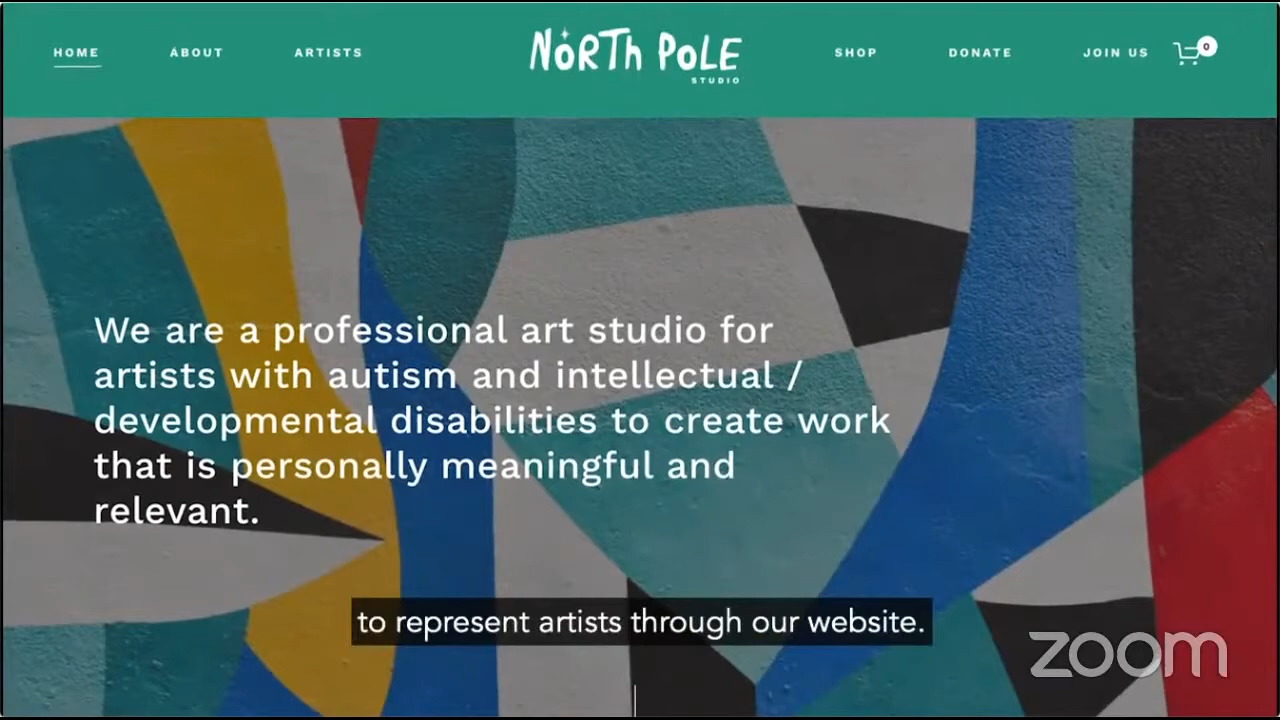 HOME ABOUT ARTISTS NORTH POLE SHOP DONATE JOIN US 0
STUDIO
We are a professional art studio for
artists with autism and intellectual /
developmental disabilities to create work
that is personally meaningful and
relevant.
to represent artists through our website.
zoom